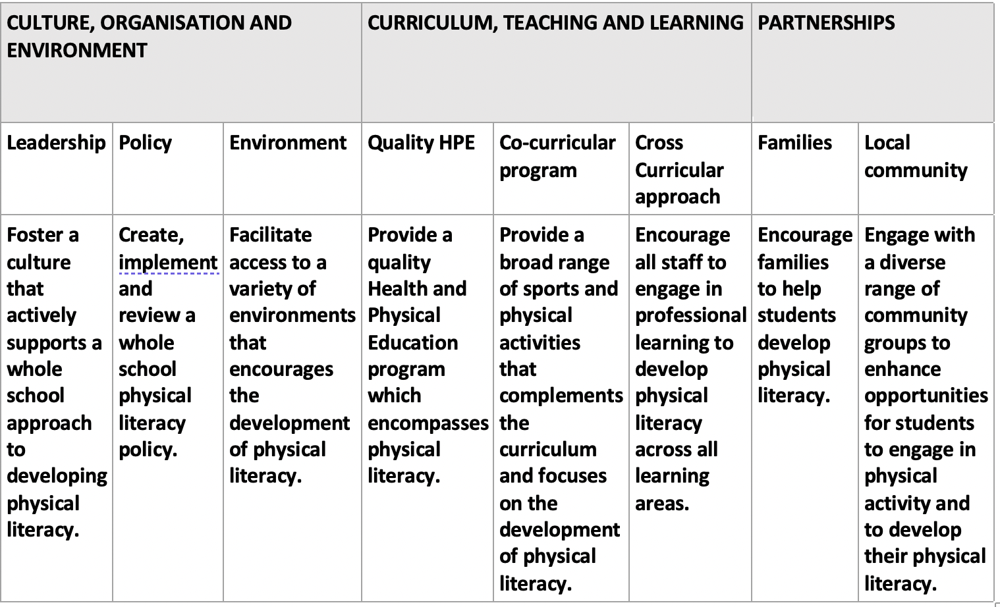 CULTURE, ORGANISATION AND
ENVIRONMENT
CURRICULUM, TEACHING AND LEARNING
PARTNERSHIPS
Leadership
Policy
Environment
Quality HPE
Co-curricular
program
Cross
Curricular
approach
Families
Local
community
Foster a
culture
that
actively
supports a
whole
school
approach
to
developing
physical
literacy.
Create,
implement
and
review a
whole
school
physical
literacy
policy.
Facilitate
access to a
variety of
environments
that
encourages
the
development
of physical
literacy.
Provide a
quality
Health and
Physical
Education
program
which
encompasses
physical
literacy.
Provide a
broad range
of sports and
physical
activities
that
complements
the
curriculum
and focuses
on the
development
of physical
literacy.
Encourage
all staff to
engage in
professional
learning to
develop
physical
literacy
across all
learning
areas.
Encourage
families
to help
students
develop
physical
literacy.
Engage with
a diverse
range of
community
groups to
enhance
opportunities
for students
to engage in
physical
activity and
to develop
their physical
literacy.